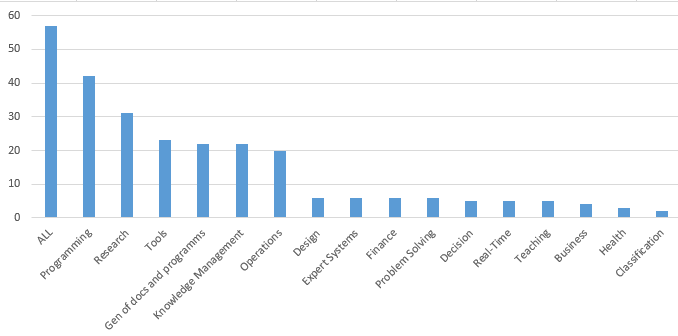 60
50
40
30
20
10
0
ALL
Programming
Research
Tools
Gen of docs and programms
Knowledge Management
Operations
Design
Expert Systems
Finance
Problem Solving
Decision
Real-Time
Teaching
Business
Health
Classification